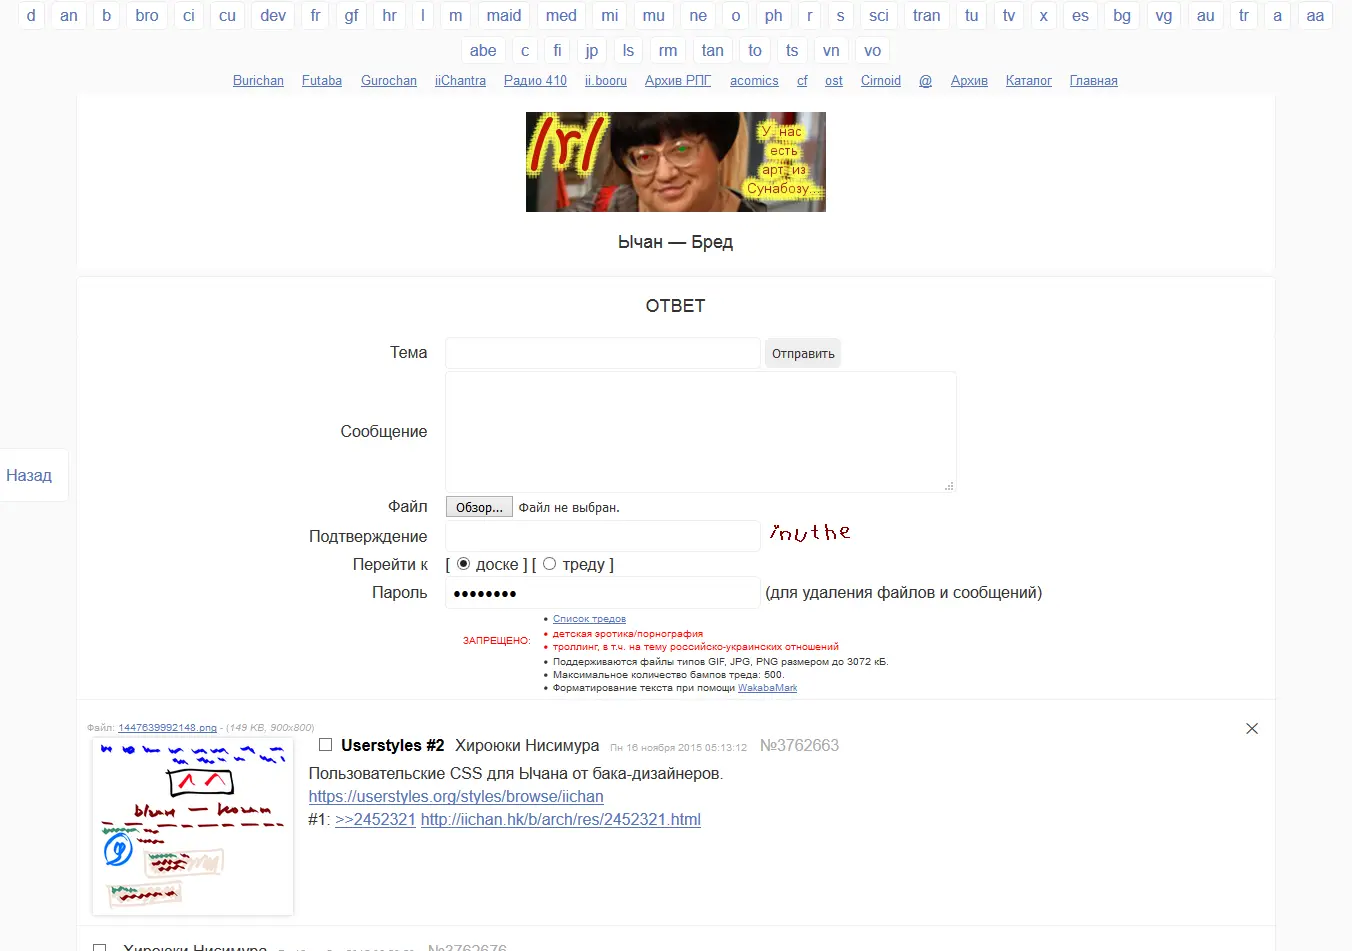 d an b bro ci cu dev fr gf hr l m maid med mi mu ne o ph r s sci tran tu tv x es bg vg au tr a aa
abe c fi jp ls rm tan to ts vn vo
Burichan Futaba Gurochan iiChantra Радио 410 ii.booru Архив РПГ acomics cf ost Cirnoid @ Архив Каталог Главная
/r/
У нас
есть
арт из
Сунабозу...
Ычан — Бред
ОТВЕТ
Тема Отправить
Сообщение
Назад
Файл Обзор... Файл не выбран.
Подтверждение inuthe
Перейти к [ доске ] [ треду ]
Пароль •••••••• (для удаления файлов и сообщений)
ЗАПРЕЩЕНО:
• Список тредов
• детская эротика/порнография
• троллинг, в т.ч. на тему российско-украинских отношений
• Поддерживаются файлы типов GIF, JPG, PNG размером до 3072 кБ.
• Максимальное количество бампов треда: 500.
• Форматирование текста при помощи WakabaMark
Файл: 1447639992148.png - (149 KB, 900x800)
Userstyles #2 Хироюки Нисимура Пн 16 ноября 2015 05:13:12 №3762663
Пользовательские CSS для Ычана от бака-дизайнеров.
https://userstyles.org/styles/browse/iichan
#1: >>2452321 http://iichan.hk/b/arch/res/2452321.html
Хироюки Нисимура №3762676